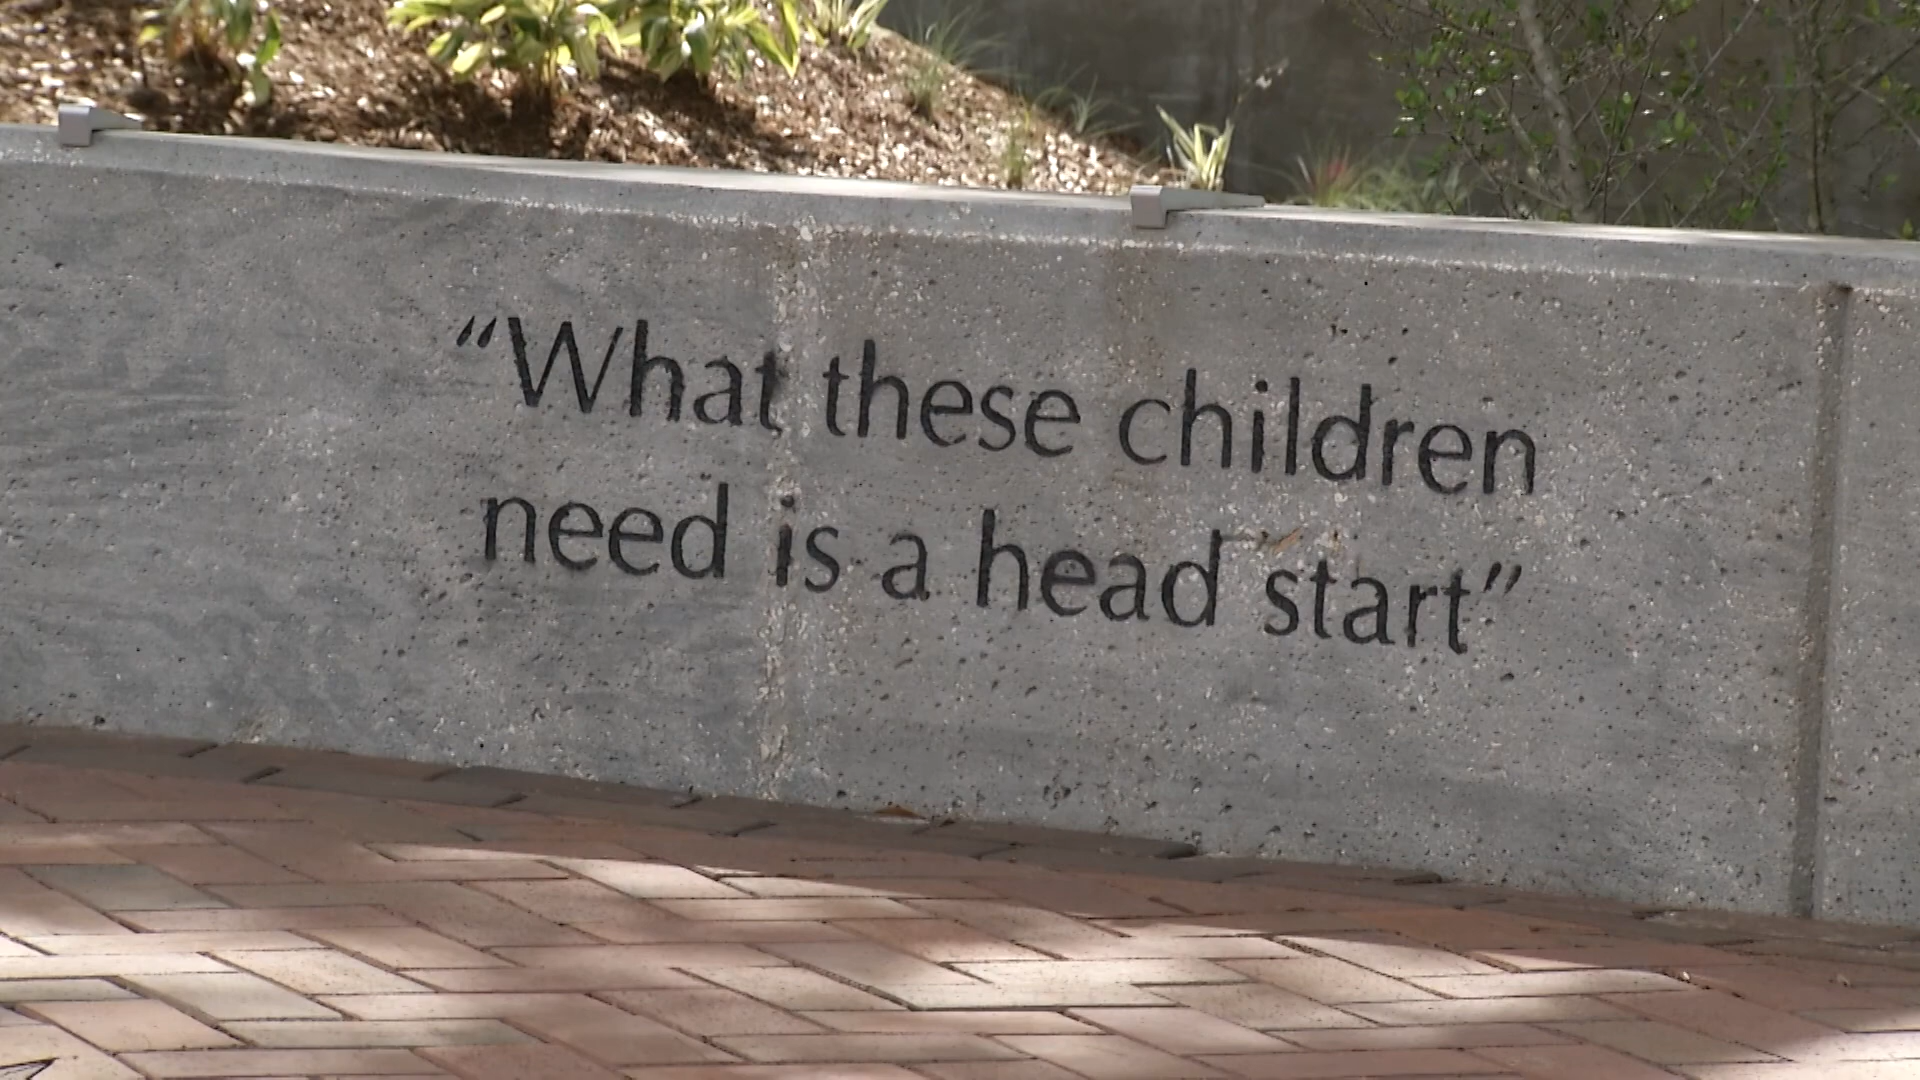 “What these children
need is a head start”